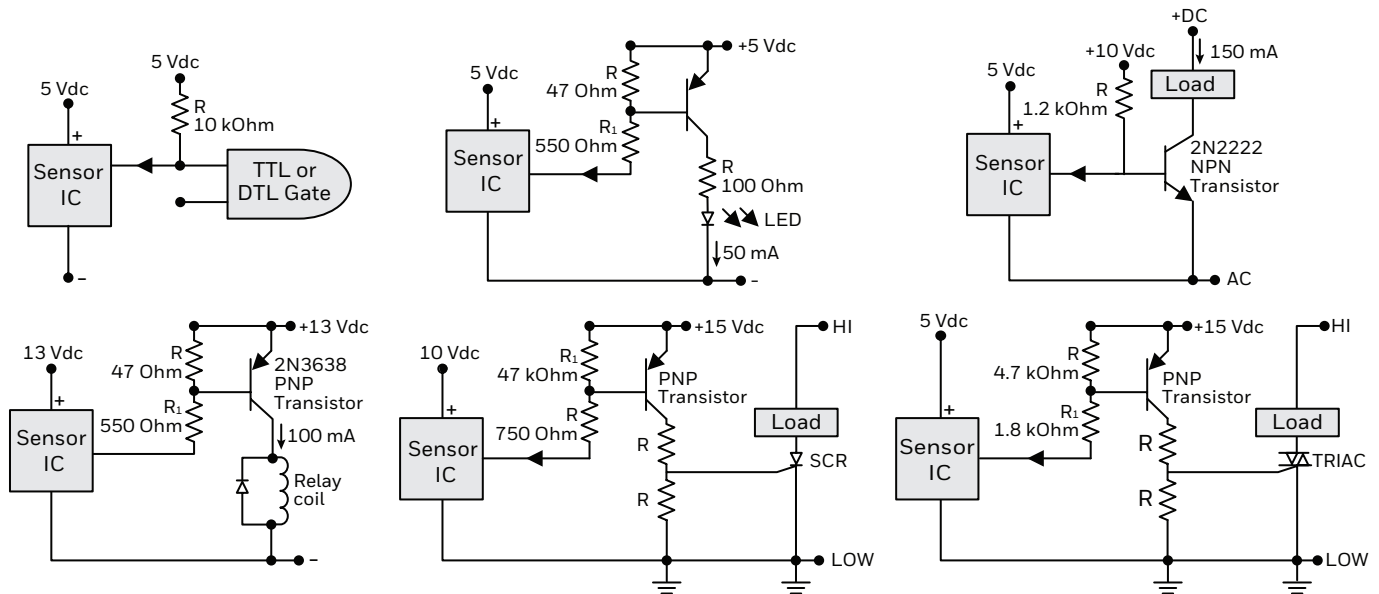 5 Vdc
5 Vdc
+
R
10 kOhm
Sensor
IC
TTL or
DTL Gate
-
+5 Vdc
5 Vdc
+
R
47 Ohm
R₁
550 Ohm
Sensor
IC
R
100 Ohm
LED
50 mA
-
+DC
150 mA
+10 Vdc
5 Vdc
+
R
1.2 kOhm
Load
Sensor
IC
2N2222
NPN
Transistor
AC
+13 Vdc
13 Vdc
+
R
47 Ohm
2N3638
PNP
Transistor
R₁
550 Ohm
Sensor
IC
100 mA
Relay
coil
-
+15 Vdc
HI
10 Vdc
+
R₁
47 kOhm
PNP
Transistor
R
750 Ohm
Sensor
IC
R
R
Load
SCR
LOW
+15 Vdc
HI
5 Vdc
+
R
4.7 kOhm
PNP
Transistor
R₁
1.8 kOhm
Sensor
IC
R
R
Load
TRIAC
LOW